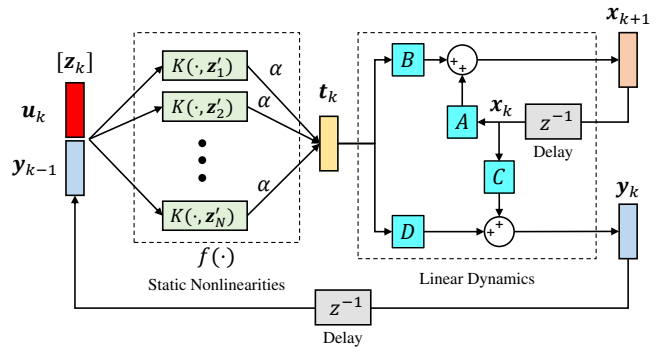 [z_k]
u_k
y_{k-1}
K(·, z'_1)
K(·, z'_2)
K(·, z'_N)
α
α
α
f(·)
Static Nonlinearities
t_k
B
A
C
D
++
++
x_k
z^{-1}
Delay
x_{k+1}
y_k
Linear Dynamics
z^{-1}
Delay